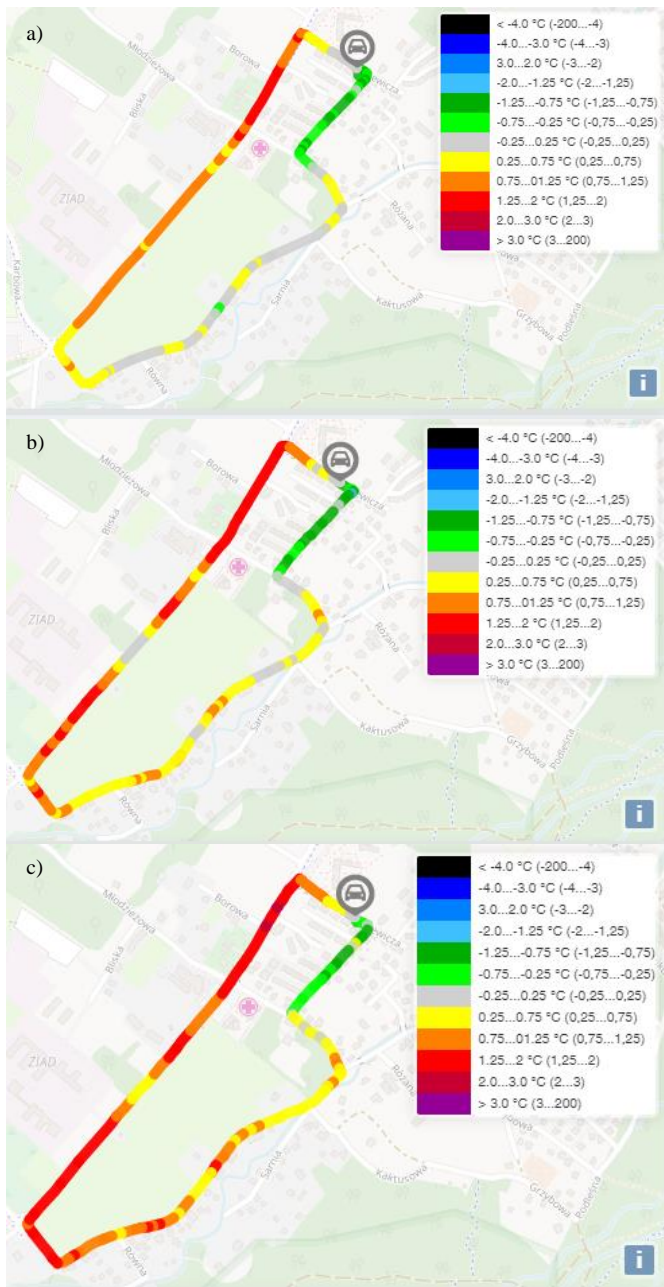 a)
Borowa
Młodzieżowa
ewicza
Bliska
ZIAD
Karbowa
Różana
Sarnia
Kaktusowa
Równa
Grzybowa
Podleśna
< -4.0 °C (-200...-4)
-4.0...-3.0 °C (-4...-3)
3.0...2.0 °C (-3...-2)
-2.0...-1.25 °C (-2...-1,25)
-1.25...-0.75 °C (-1,25...-0,75)
-0.75...-0.25 °C (-0,75...-0,25)
-0.25...0.25 °C (-0,25...0,25)
0.25...0.75 °C (0,25...0,75)
0.75...01.25 °C (0,75...1,25)
1.25...2 °C (1,25...2)
2.0...3.0 °C (2...3)
> 3.0 °C (3...200)
i
b)
Borowa
Młodzieżowa
ewicza
Bliska
ZIAD
Różana
Sarnia
Kaktusowa
Równa
Grzybowa
Podleśna
< -4.0 °C (-200...-4)
-4.0...-3.0 °C (-4...-3)
3.0...2.0 °C (-3...-2)
-2.0...-1.25 °C (-2...-1,25)
-1.25...-0.75 °C (-1,25...-0,75)
-0.75...-0.25 °C (-0,75...-0,25)
-0.25...0.25 °C (-0,25...0,25)
0.25...0.75 °C (0,25...0,75)
0.75...01.25 °C (0,75...1,25)
1.25...2 °C (1,25...2)
2.0...3.0 °C (2...3)
> 3.0 °C (3...200)
i
c)
Borowa
Młodzieżowa
ewicza
Bliska
ZIAD
Różana
Sarnia
Kaktusowa
Równa
Grzybowa
Podleśna
< -4.0 °C (-200...-4)
-4.0...-3.0 °C (-4...-3)
3.0...2.0 °C (-3...-2)
-2.0...-1.25 °C (-2...-1,25)
-1.25...-0.75 °C (-1,25...-0,75)
-0.75...-0.25 °C (-0,75...-0,25)
-0.25...0.25 °C (-0,25...0,25)
0.25...0.75 °C (0,25...0,75)
0.75...01.25 °C (0,75...1,25)
1.25...2 °C (1,25...2)
2.0...3.0 °C (2...3)
> 3.0 °C (3...200)
i